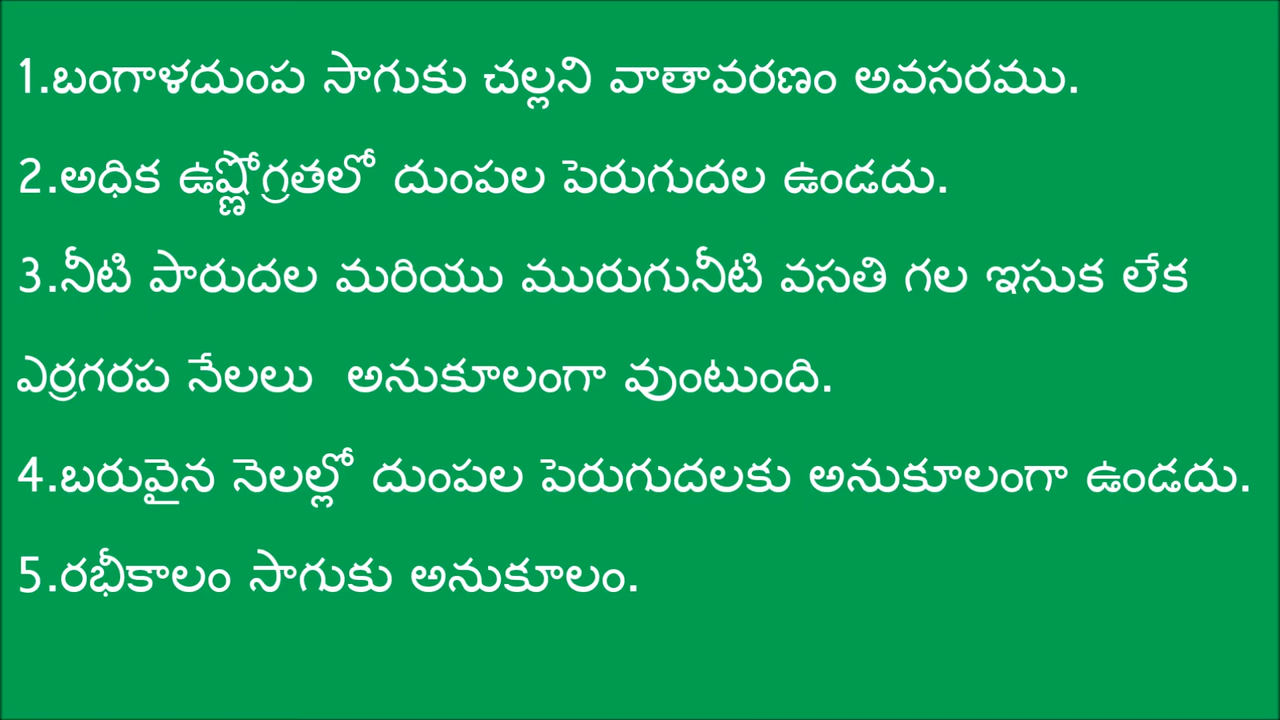 1.బంగాళదుంప సాగుకు చల్లని వాతావరణం అవసరము.
2.అధిక ఉష్ణోగ్రతలో దుంపల పెరుగుదల ఉండదు.
3.నీటి పారుదల మరియు మురుగునీటి వసతి గల ఇసుక లేక
ఎర్రగరప నేలలు  అనుకూలంగా వుంటుంది.
4.బరువైన నెలల్లో దుంపల పెరుగుదలకు అనుకూలంగా ఉండదు.
5.రభీకాలం సాగుకు అనుకూలం.